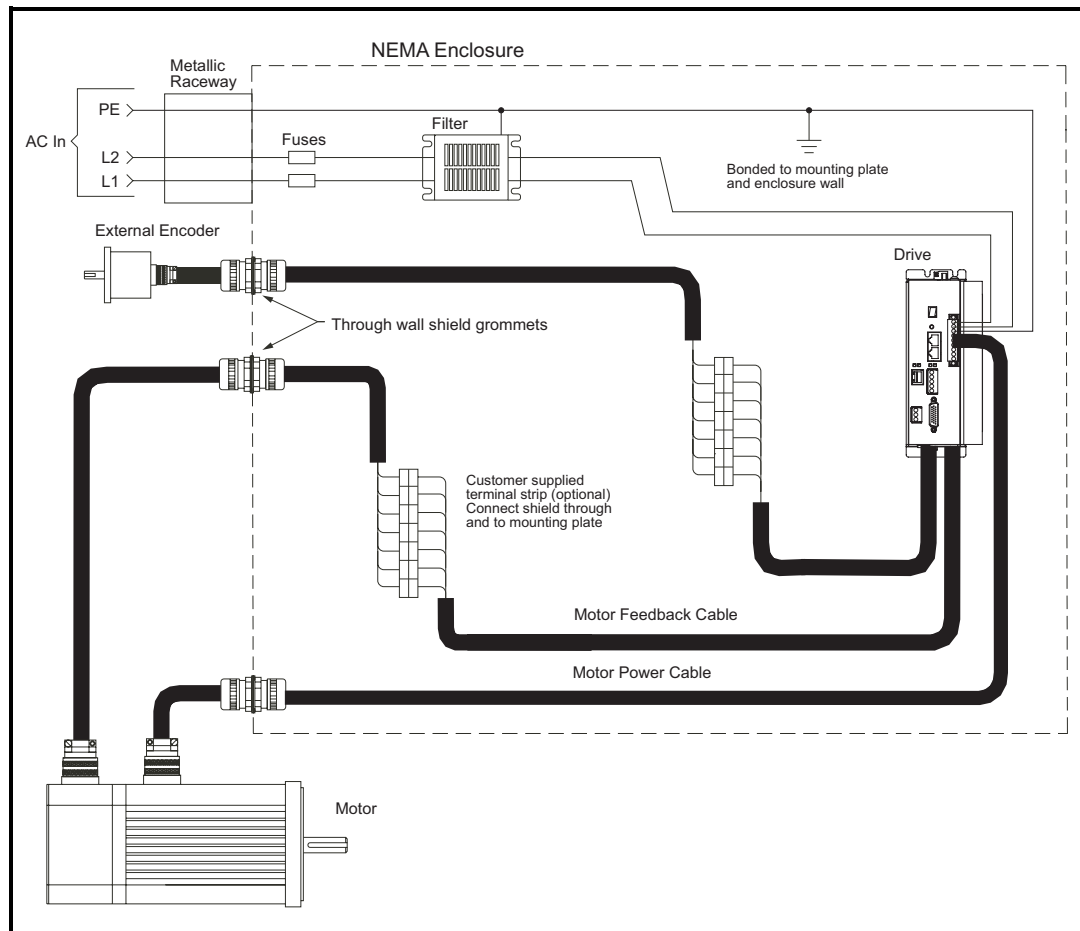 NEMA Enclosure
Metallic
Raceway
PE
AC In
L2
L1
Fuses
Filter
Bonded to mounting plate
and enclosure wall
External Encoder
Drive
Through wall shield grommets
Customer supplied
terminal strip (optional)
Connect shield through
and to mounting plate
Motor Feedback Cable
Motor Power Cable
Motor